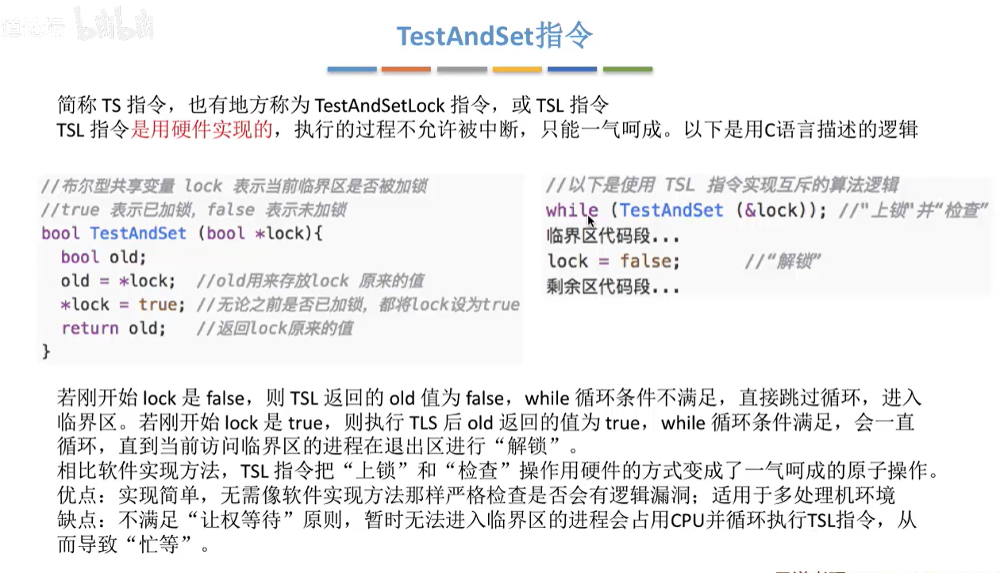 bilibili
TestAndSet指令
简称 TS 指令，也有地方称为 TestAndSetLock 指令，或 TSL 指令
TSL 指令是用硬件实现的，执行的过程不允许被中断，只能一气呵成。以下是用C语言描述的逻辑
//布尔型共享变量 lock 表示当前临界区是否被加锁
//true 表示已加锁，false 表示未加锁
bool TestAndSet (bool *lock){
bool old;
old = *lock; //old用来存放lock 原来的值
*lock = true; //无论之前是否已加锁，都将lock设为true
return old; //返回lock原来的值
}
//以下是使用 TSL 指令实现互斥的算法逻辑
while (TestAndSet (&lock)); //"上锁"并“检查”
临界区代码段...
lock = false; //“解锁”
剩余区代码段...
若刚开始 lock 是 false，则 TSL 返回的 old 值为 false，while 循环条件不满足，直接跳过循环，进入
临界区。若刚开始 lock 是 true，则执行 TLS 后 old 返回的值为 true，while 循环条件满足，会一直
循环，直到当前访问临界区的进程在退出区进行“解锁”。
相比软件实现方法，TSL 指令把“上锁”和“检查”操作用硬件的方式变成了一气呵成的原子操作。
优点：实现简单，无需像软件实现方法那样严格检查是否会有逻辑漏洞；适用于多处理机环境
缺点：不满足“让权等待”原则，暂时无法进入临界区的进程会占用CPU并循环执行TSL指令，从
而导致“忙等”。